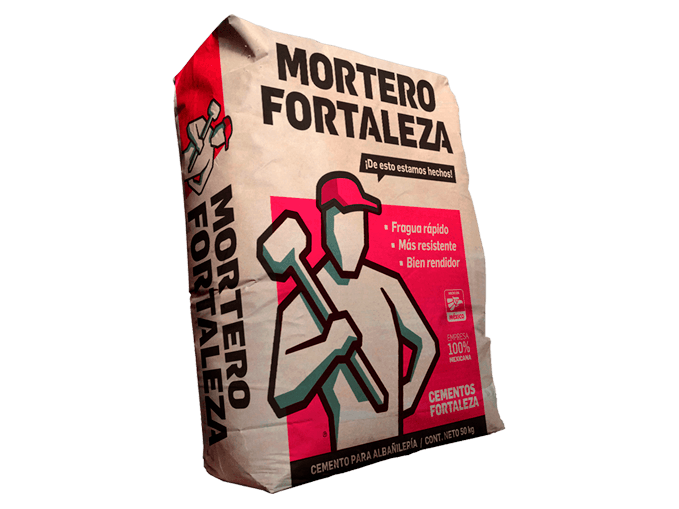 MORTERO
FORTALEZA
¡De esto estamos hechos!
▪ Fragua rápido
▪ Más resistente
▪ Bien rendidor
MÉXICO
EMPRESA
100%
MEXICANA
CEMENTOS
FORTALEZA
CEMENTO PARA ALBAÑILERÍA / CONT. NETO 50 kg
MORTERO
FORTALEZA